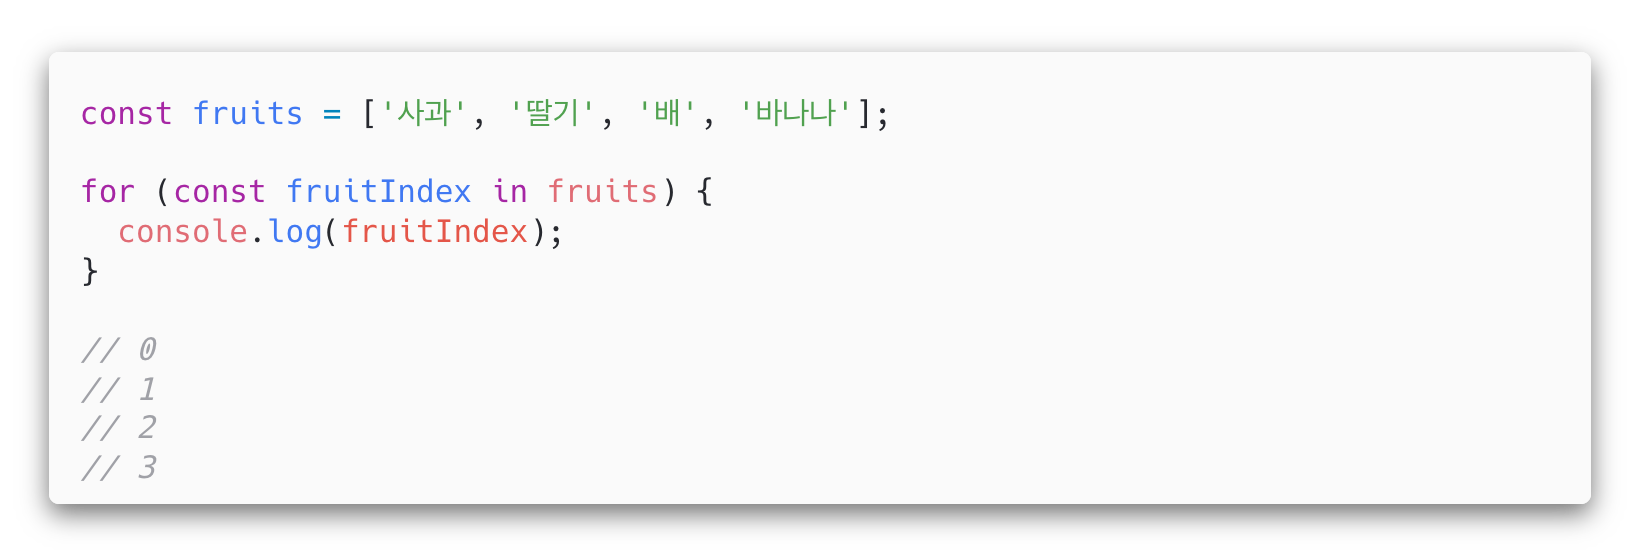 const fruits = ['사과', '딸기', '배', '바나나'];
for (const fruitIndex in fruits) {
  console.log(fruitIndex);
}
// 0
// 1
// 2
// 3